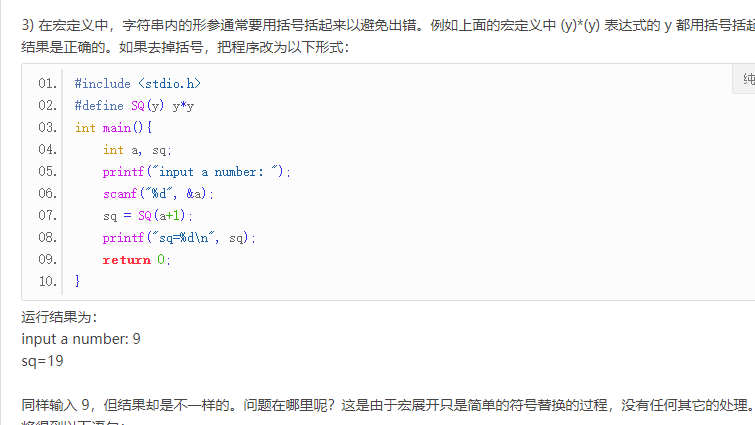 3) 在宏定义中，字符串内的形参通常要用括号括起来以避免出错。例如上面的宏定义中 (y)*(y) 表达式的 y 都用括号括起
结果是正确的。如果去掉括号，把程序改为以下形式：
纯
01. #include <stdio.h>
02. #define SQ(y) y*y
03. int main(){
04. int a, sq;
05. printf("input a number: ");
06. scanf("%d", &a);
07. sq = SQ(a+1);
08. printf("sq=%d\n", sq);
09. return 0;
10. }
运行结果为：
input a number: 9
sq=19
同样输入 9，但结果却是不一样的。问题在哪里呢？这是由于宏展开只是简单的符号替换的过程，没有任何其它的处理。
将得到以下语句：